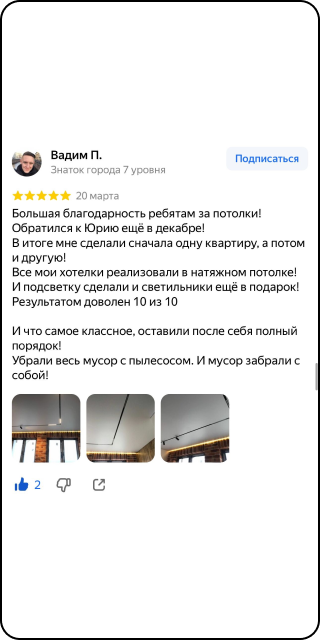 Вадим П.
Подписаться
Знаток города 7 уровня
20 марта
Большая благодарность ребятам за потолки!
Обратился к Юрию ещё в декабре!
В итоге мне сделали сначала одну квартиру, а потом
и другую!
Все мои хотелки реализовали в натяжном потолке!
И подсветку сделали и светильники ещё в подарок!
Результатом доволен 10 из 10
И что самое классное, оставили после себя полный
порядок!
Убрали весь мусор с пылесосом. И мусор забрали с
собой!
2